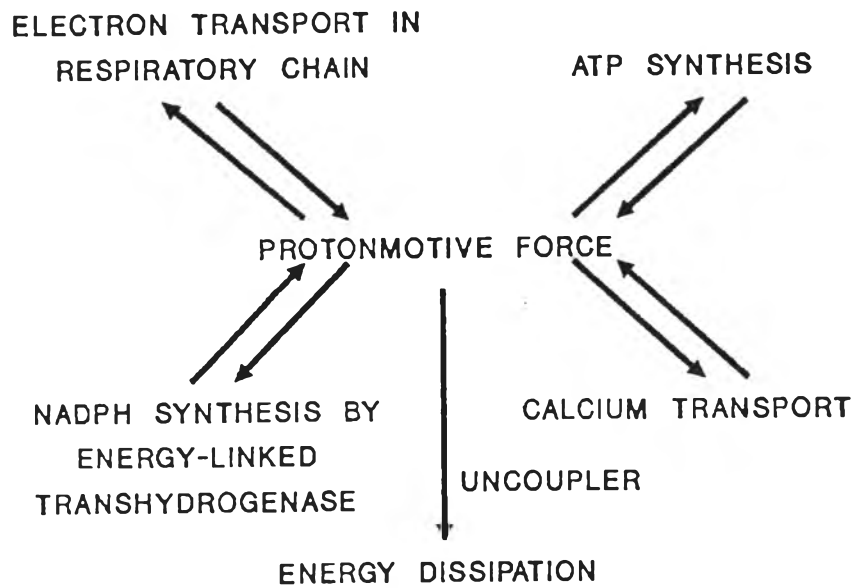 ELECTRON TRANSPORT IN
RESPIRATORY CHAIN
ATP SYNTHESIS
PROTONMOTIVE FORCE
NADPH SYNTHESIS BY
ENERGY-LINKED
TRANSHYDROGENASE
CALCIUM TRANSPORT
UNCOUPLER
ENERGY DISSIPATION